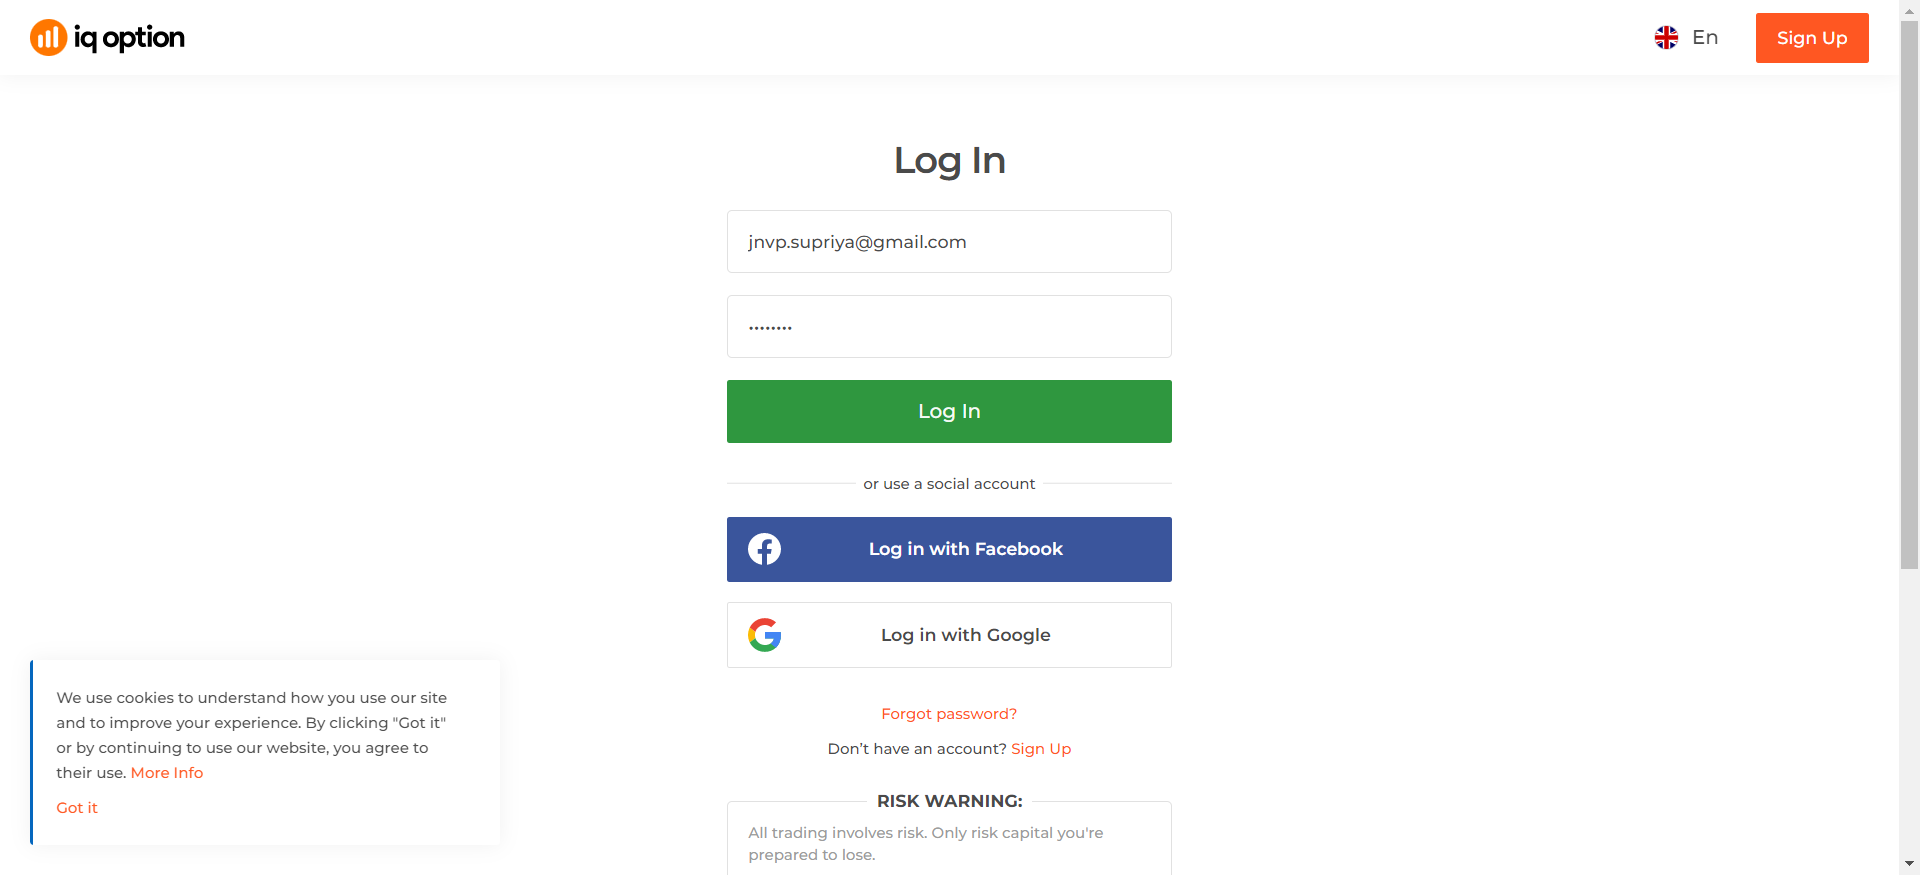 iq option
En
Sign Up
Log In
jnvp.supriya@gmail.com
••••••••
Log In
or use a social account
Log in with Facebook
Log in with Google
Forgot password?
Don’t have an account? Sign Up
RISK WARNING:
All trading involves risk. Only risk capital you're
prepared to lose.
We use cookies to understand how you use our site
and to improve your experience. By clicking "Got it"
or by continuing to use our website, you agree to
their use. More Info
Got it